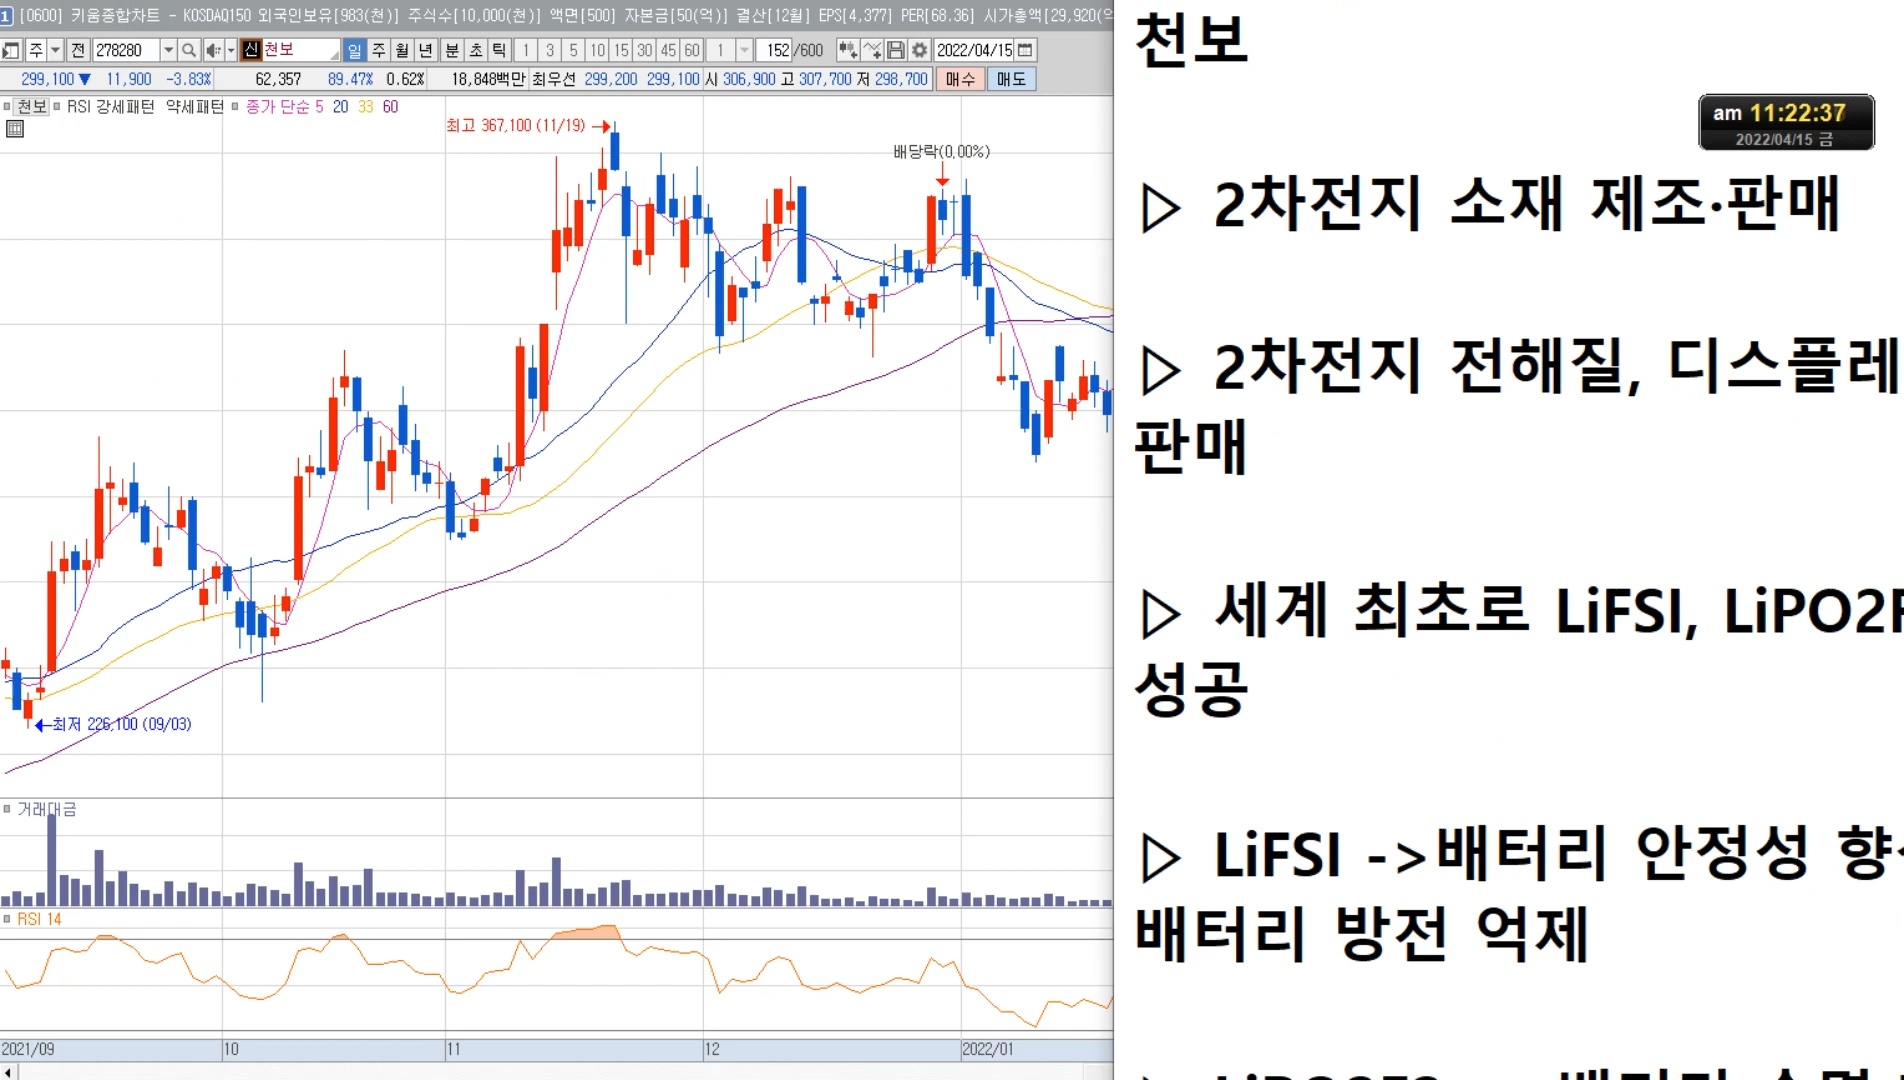 1 [0600] 키움종합차트 - KOSDAQ150 외국인보유[983(천)] 주식수[10,000(천)] 액면[500] 자본금[50(억)] 결산[12월] EPS[4,377] PER[68.36] 시가총액[29,920(억
주 전 278280 신 천보 일 주 월 년 분 초 틱 1 3 5 10 15 30 45 60 1 152 /600 2022/04/15
299,100 ▼ 11,900 -3.83% 62,357 89.47% 0.62% 18,848백만 최우선 299,200 299,100 시 306,900 고 307,700 저 298,700 매수 매도
천보 RSI 강세패턴 약세패턴 종가 단순 5 20 33 60
최고 367,100 (11/19)
배당락(0,00%)
최저 226,100 (09/03)
거래대금
RSI 14
2021/09 10 11 12 2022/01
천보
am 11:22:37
2022/04/15 금
▷ 2차전지 소재 제조·판매
▷ 2차전지 전해질, 디스플레
판매
▷ 세계 최초로 LiFSI, LiPO2F
성공
▷ LiFSI ->배터리 안정성 향
배터리 방전 억제